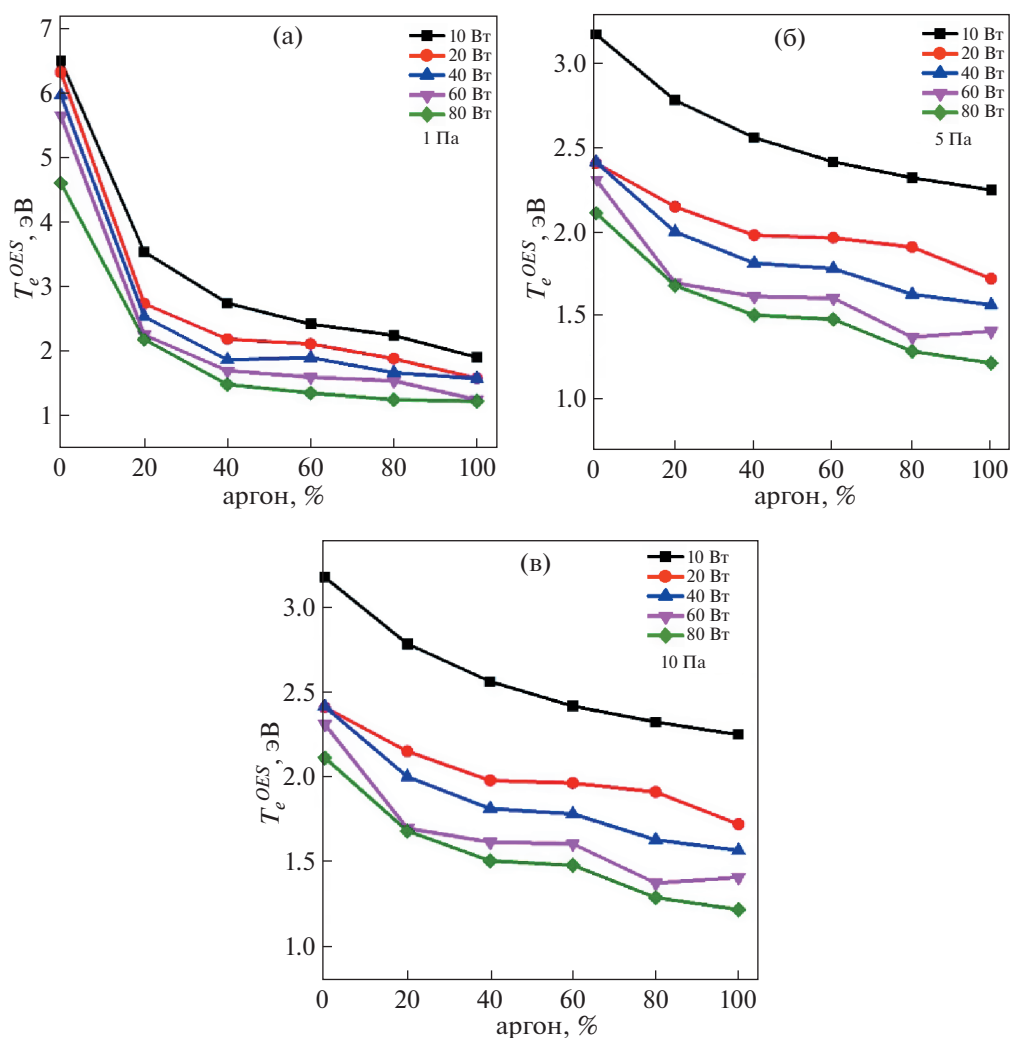 (а)
10 Вт
20 Вт
40 Вт
60 Вт
80 Вт
1 Па
7
6
5
4
3
2
1
T_e^{OES}, эВ
0 20 40 60 80 100
аргон, %
(б)
10 Вт
20 Вт
40 Вт
60 Вт
80 Вт
5 Па
3.0
2.5
2.0
1.5
1.0
T_e^{OES}, эВ
0 20 40 60 80 100
аргон, %
(в)
10 Вт
20 Вт
40 Вт
60 Вт
80 Вт
10 Па
3.0
2.5
2.0
1.5
1.0
T_e^{OES}, эВ
0 20 40 60 80 100
аргон, %